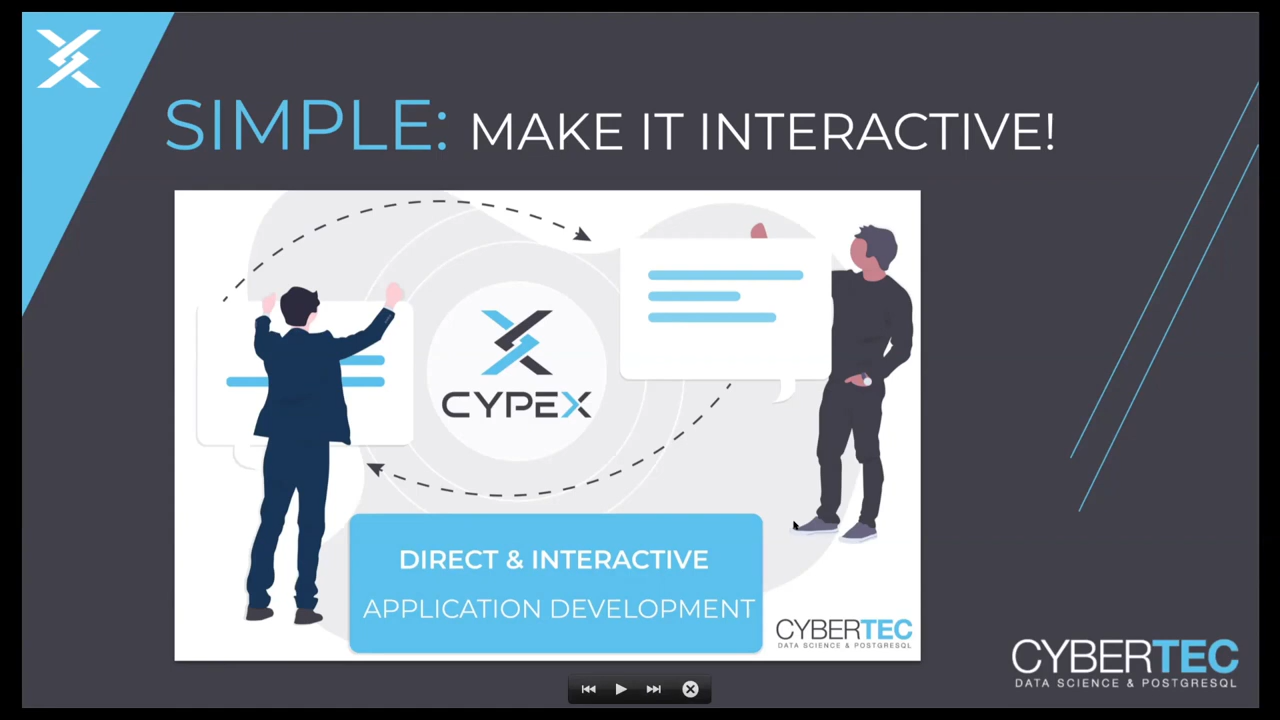 SIMPLE: MAKE IT INTERACTIVE!
CYPEX
DIRECT & INTERACTIVE
APPLICATION DEVELOPMENT
CYBERTEC
DATA SCIENCE & POSTGRESQL
CYBERTEC
DATA SCIENCE & POSTGRESQL